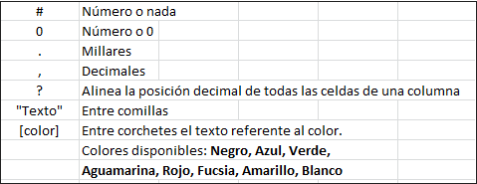 # Número o nada
0 Número o 0
. Millares
, Decimales
? Alinea la posición decimal de todas las celdas de una columna
"Texto" Entre comillas
[color] Entre corchetes el texto referente al color.
Colores disponibles: Negro, Azul, Verde,
Aguamarina, Rojo, Fucsia, Amarillo, Blanco